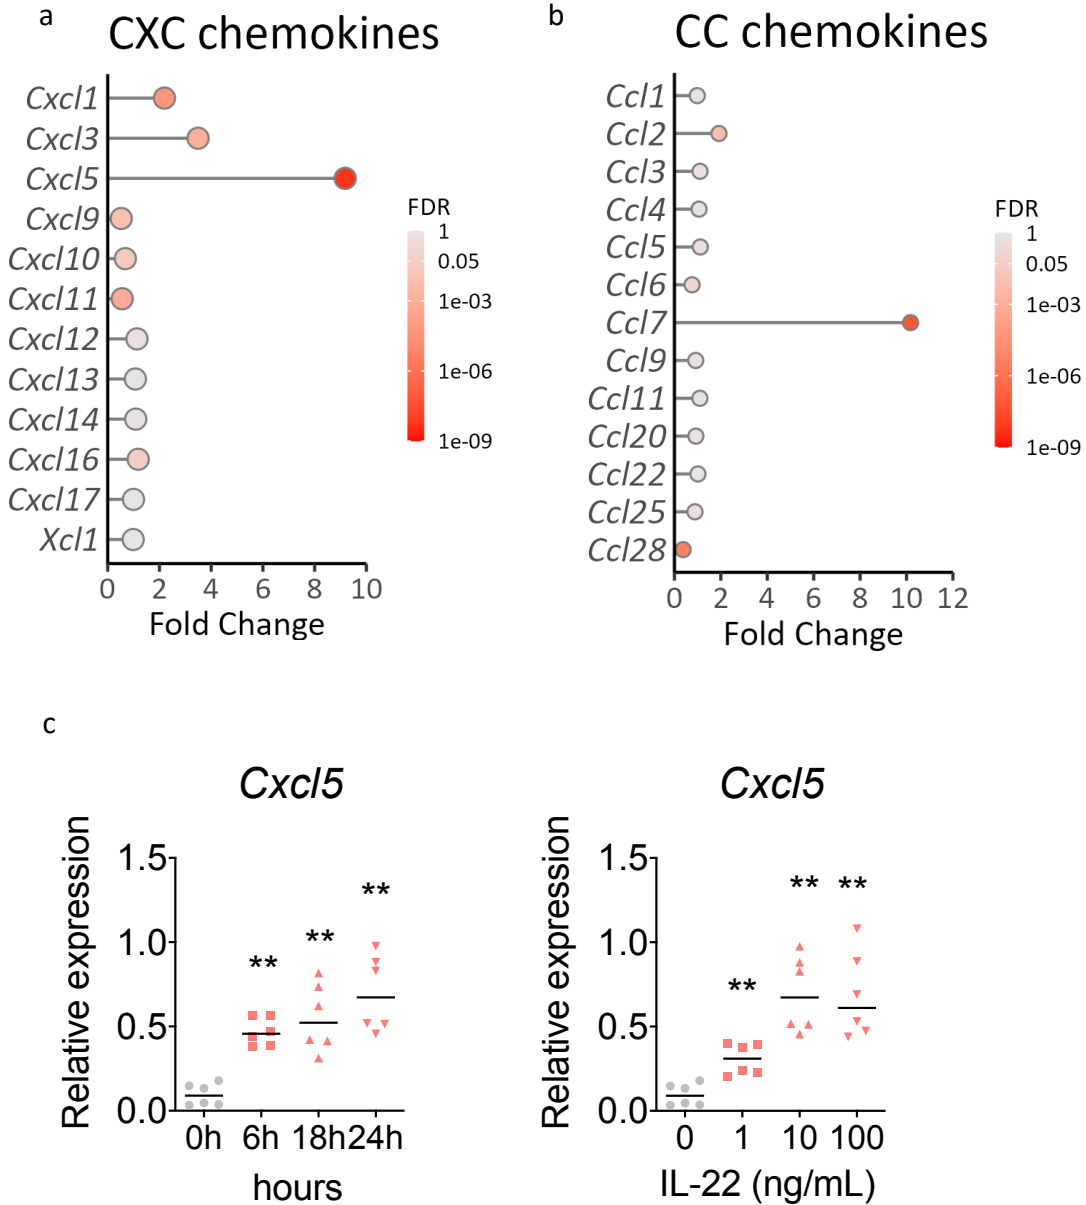 a
CXC chemokines
Cxcl1
Cxcl3
Cxcl5
Cxcl9
Cxcl10
Cxcl11
Cxcl12
Cxcl13
Cxcl14
Cxcl16
Cxcl17
Xcl1
0 2 4 6 8 10
Fold Change
FDR
1
0.05
1e-03
1e-06
1e-09
b
CC chemokines
Ccl1
Ccl2
Ccl3
Ccl4
Ccl5
Ccl6
Ccl7
Ccl9
Ccl11
Ccl20
Ccl22
Ccl25
Ccl28
0 2 4 6 8 10 12
Fold Change
FDR
1
0.05
1e-03
1e-06
1e-09
c
Cxcl5
Relative expression
1.5
1.0
0.5
0.0
** ** **
0h 6h 18h 24h
hours
Cxcl5
Relative expression
1.5
1.0
0.5
0.0
** ** **
0 1 10 100
IL-22 (ng/mL)